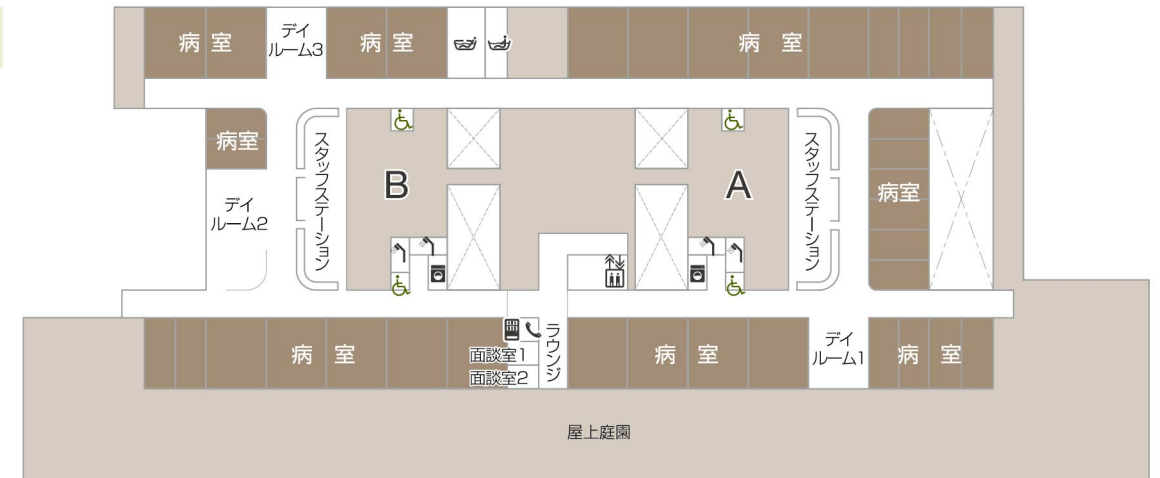 病 室
デイ
ルーム3
病 室
病 室
病室
デイ
ルーム2
スタッフステーション
B
A
スタッフステーション
病室
病 室
面談室1
面談室2
ラウンジ
病 室
デイ
ルーム1
病 室
屋上庭園